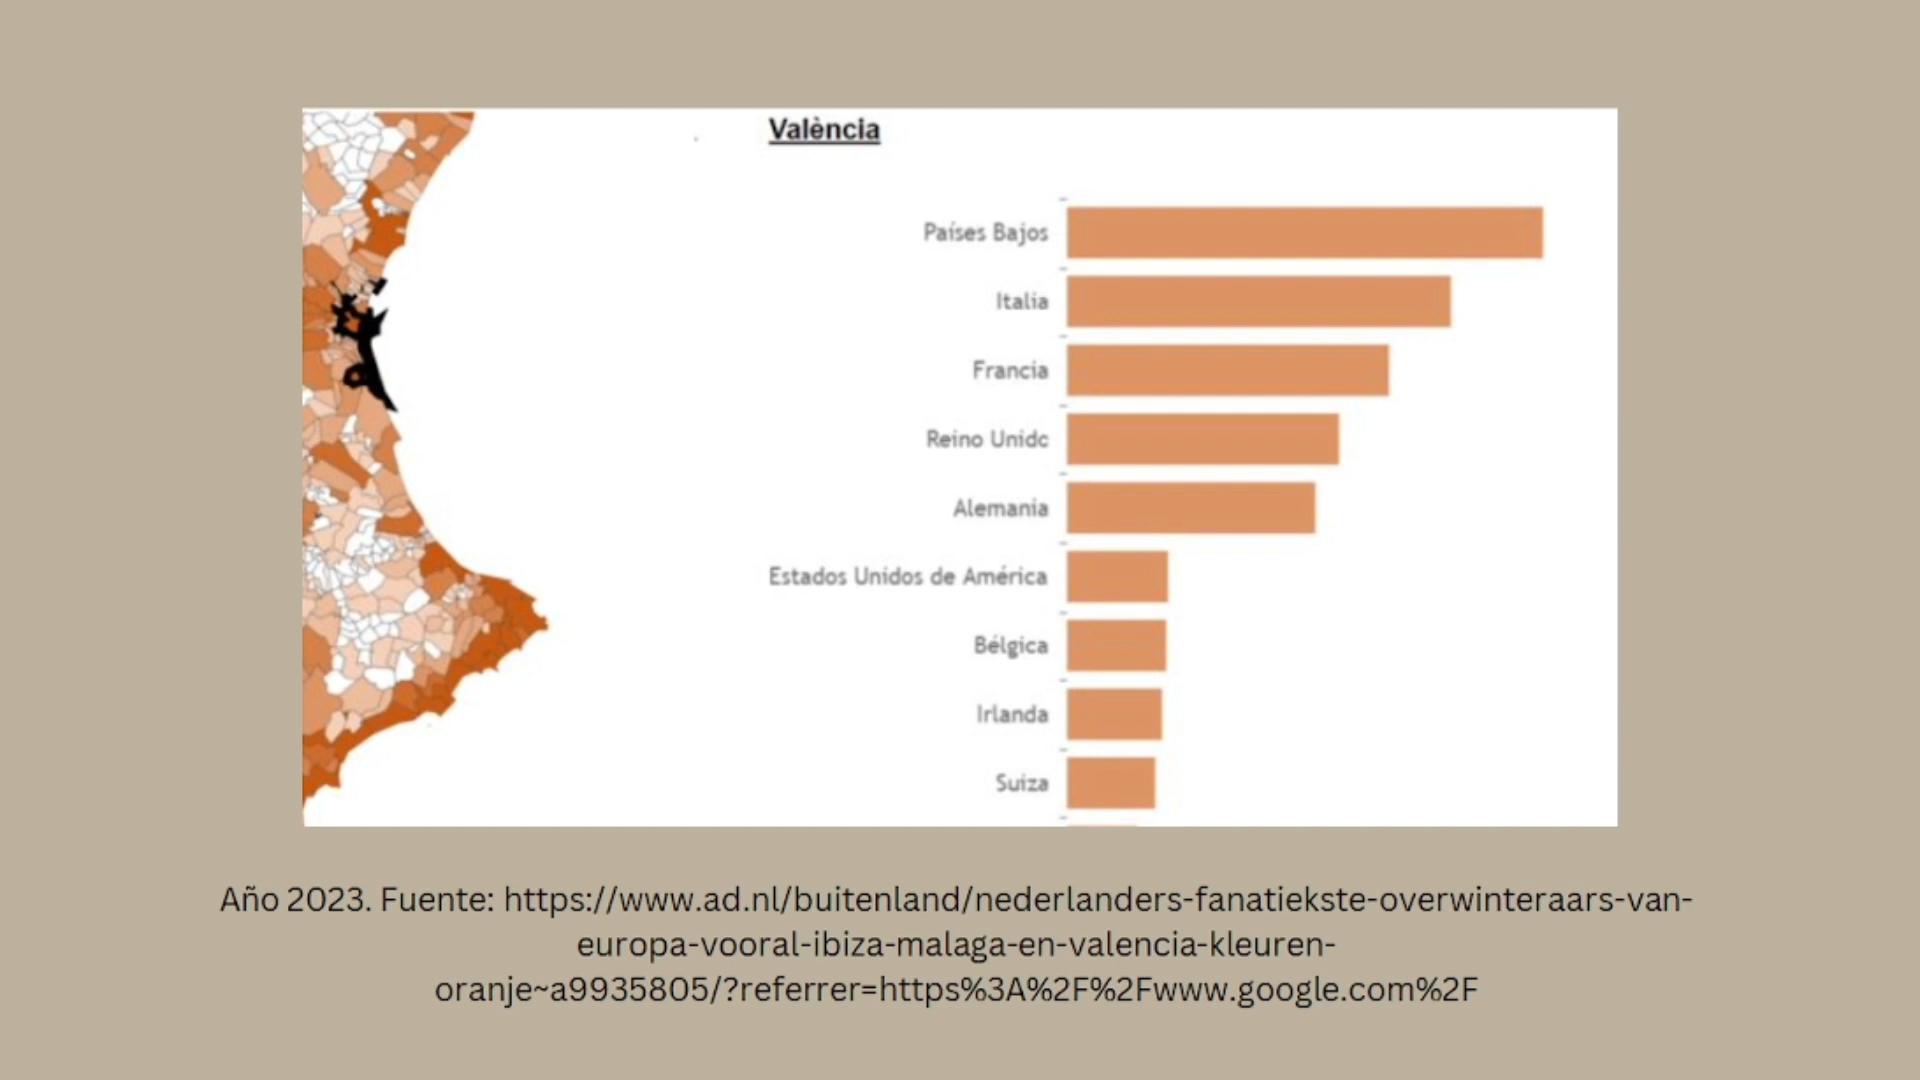 València
Países Bajos
Italia
Francia
Reino Unidc
Alemania
Estados Unidos de América
Bélgica
Irlanda
Suiza
Año 2023. Fuente: https://www.ad.nl/buitenland/nederlanders-fanatiekste-overwinteraars-van-
europa-vooral-ibiza-malaga-en-valencia-kleuren-
oranje~a9935805/?referrer=https%3A%2F%2Fwww.google.com%2F